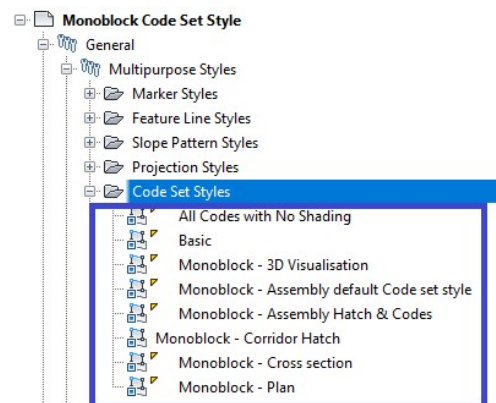 Monoblock Code Set Style
General
Multipurpose Styles
Marker Styles
Feature Line Styles
Slope Pattern Styles
Projection Styles
Code Set Styles
All Codes with No Shading
Basic
Monoblock - 3D Visualisation
Monoblock - Assembly default Code set style
Monoblock - Assembly Hatch & Codes
Monoblock - Corridor Hatch
Monoblock - Cross section
Monoblock - Plan